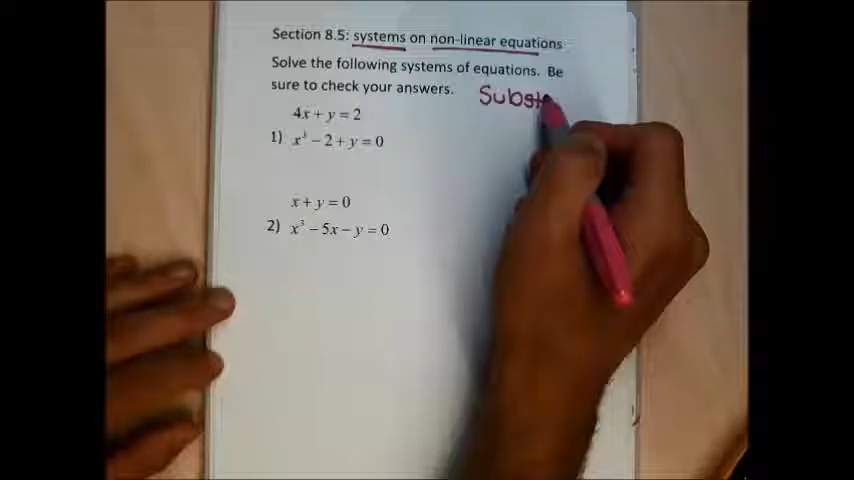 Section 8.5: systems on non-linear equations
Solve the following systems of equations. Be
sure to check your answers. Subst
4x + y = 2
1) x³ − 2 + y = 0
x + y = 0
2) x³ − 5x − y = 0